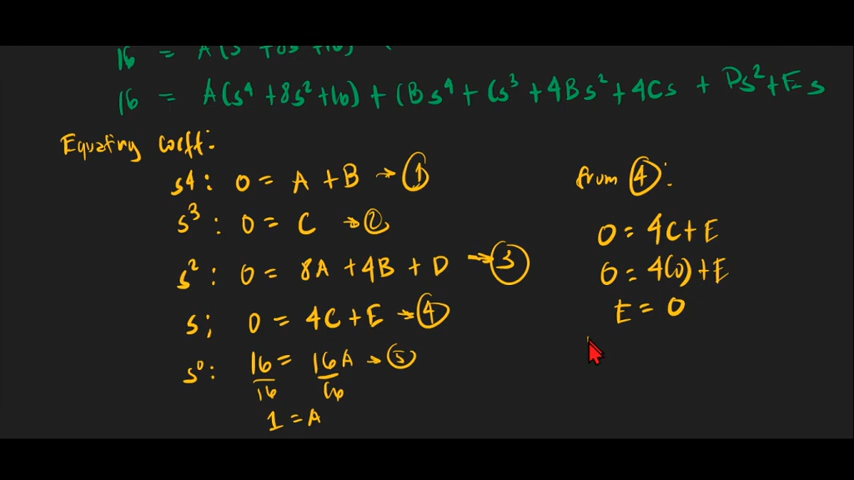 16 = A(s⁴ + 8s² + 16) + (Bs⁴ + Cs³ + 4Bs² + 4Cs + Ds² + Es
Equating coeft:
s⁴: 0 = A + B → ①
s³: 0 = C → ②
s²: 0 = 8A + 4B + D → ③
s; 0 = 4C + E → ④
s⁰: 16/16 = 16A/16 → ⑤
1 = A
from ④:
0 = 4C + E
0 = 4(0) + E
E = 0